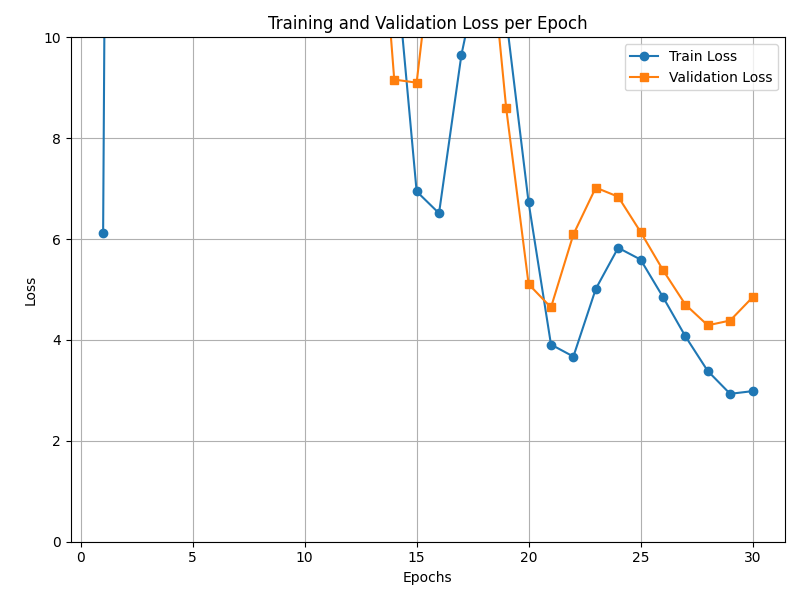 Training and Validation Loss per Epoch
Train Loss
Validation Loss
Loss
10
8
6
4
2
0
0 5 10 15 20 25 30
Epochs